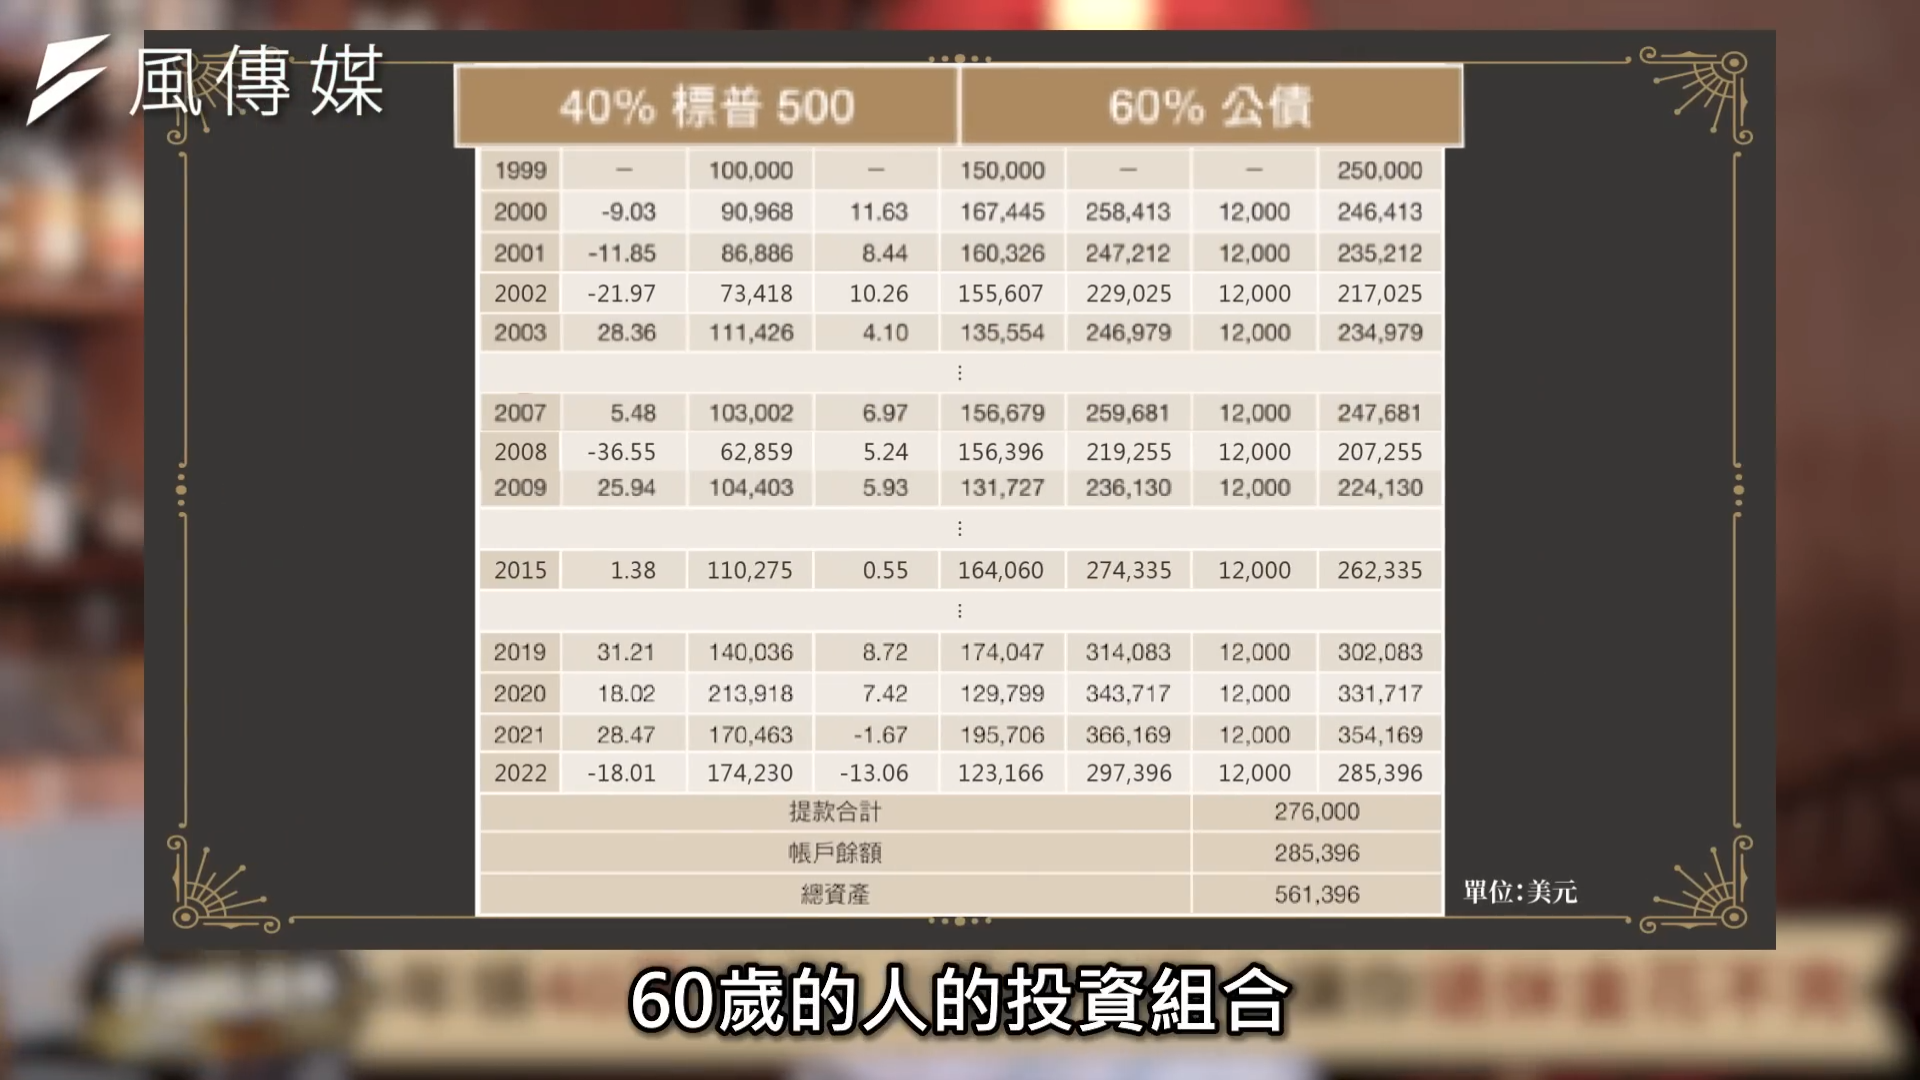 風傳媒
40% 標普 500 60% 公債
1999 — 100,000 — 150,000 — — 250,000
2000 -9.03 90,968 11.63 167,445 258,413 12,000 246,413
2001 -11.85 86,886 8.44 160,326 247,212 12,000 235,212
2002 -21.97 73,418 10.26 155,607 229,025 12,000 217,025
2003 28.36 111,426 4.10 135,554 246,979 12,000 234,979
⋮
2007 5.48 103,002 6.97 156,679 259,681 12,000 247,681
2008 -36.55 62,859 5.24 156,396 219,255 12,000 207,255
2009 25.94 104,403 5.93 131,727 236,130 12,000 224,130
⋮
2015 1.38 110,275 0.55 164,060 274,335 12,000 262,335
⋮
2019 31.21 140,036 8.72 174,047 314,083 12,000 302,083
2020 18.02 213,918 7.42 129,799 343,717 12,000 331,717
2021 28.47 170,463 -1.67 195,706 366,169 12,000 354,169
2022 -18.01 174,230 -13.06 123,166 297,396 12,000 285,396
提款合計 276,000
帳戶餘額 285,396
總資產 561,396
單位:美元
60歲的人的投資組合